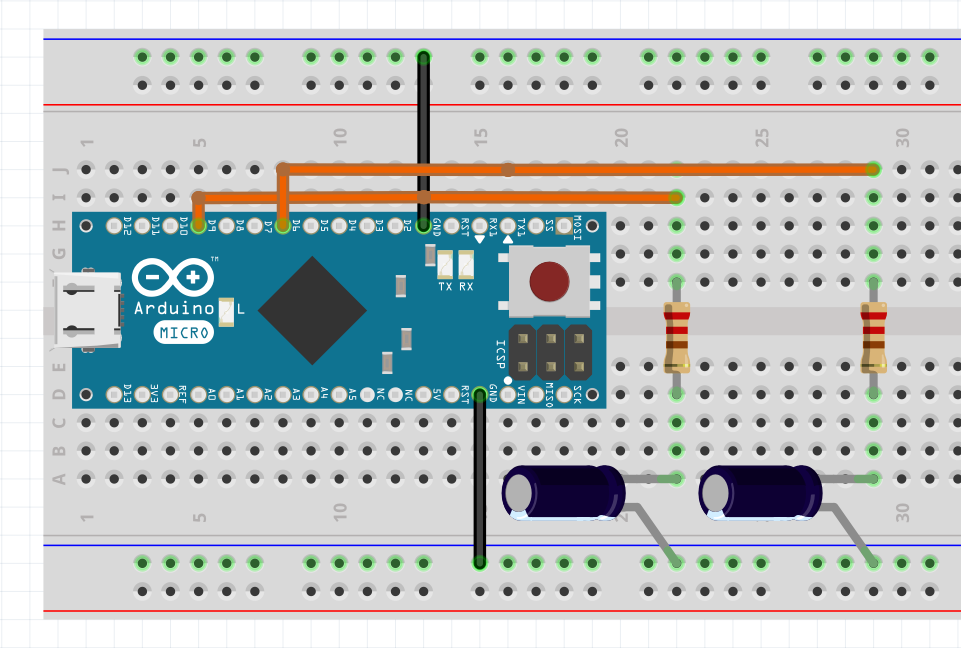 1 5 10 15 20 25 30
J
I
H
D12 D11 D10 D9 D8 D7 D6 D5 D4 D3 D2 GND RST RX1 TX1 SS MOSI
G
™
TX RX
Arduino
L
MICRO
ICSP
E
D
D13 3V3 REF A0 A1 A2 A3 A4 A5 NC NC 5V RST GND VIN MISO SCK
C
B
A
1 5 10 30